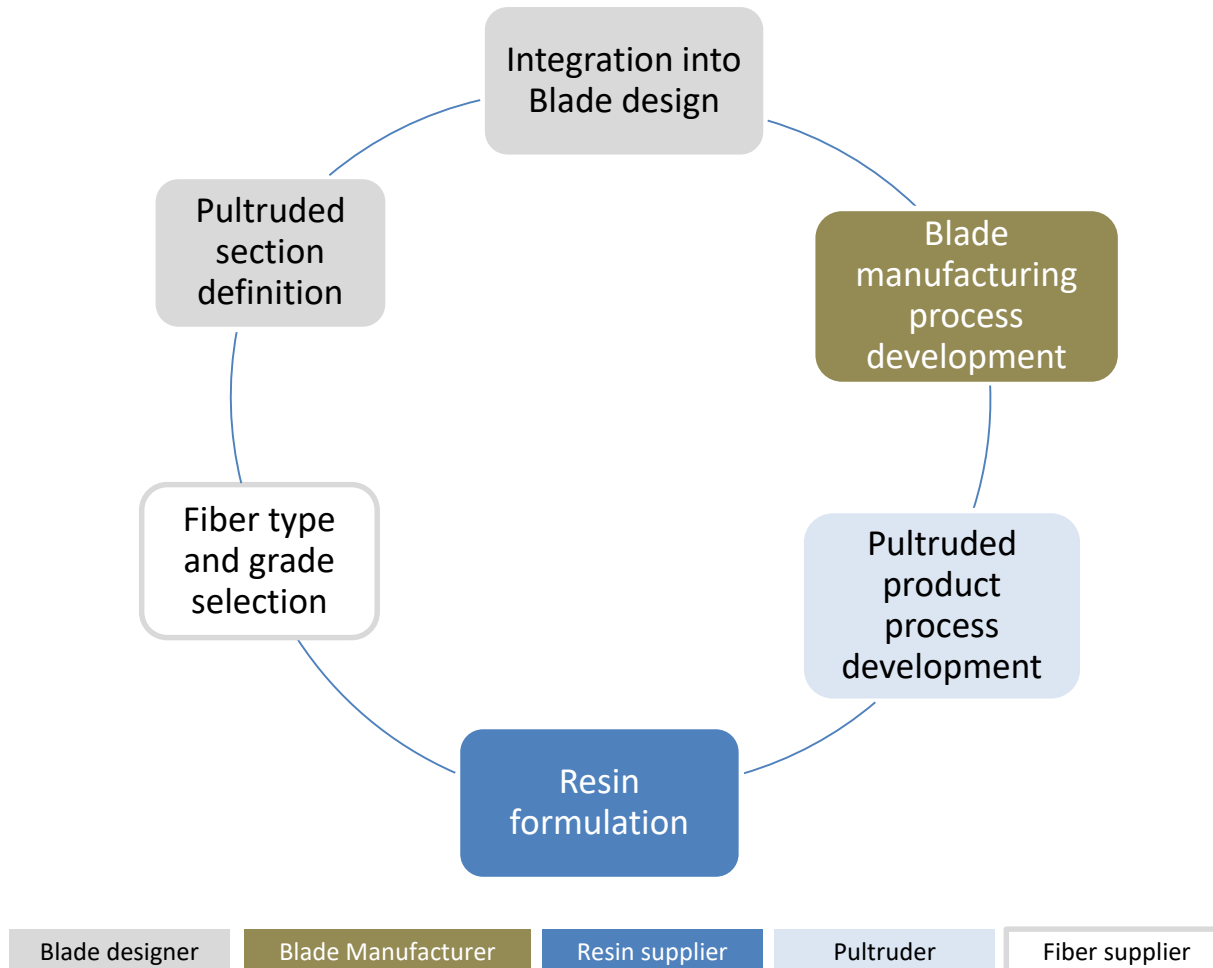 Integration into
Blade design
Blade
manufacturing
process
development
Pultruded
product
process
development
Resin
formulation
Fiber type
and grade
selection
Pultruded
section
definition
Blade designer
Blade Manufacturer
Resin supplier
Pultruder
Fiber supplier